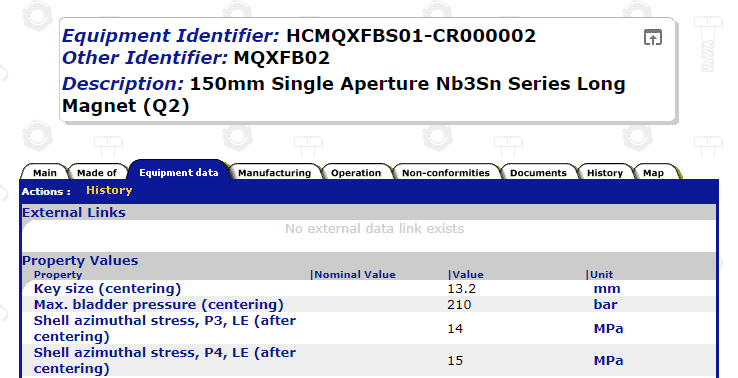 Equipment Identifier: HCMQXFBS01-CR000002
Other Identifier: MQXFB02
Description: 150mm Single Aperture Nb3Sn Series Long
Magnet (Q2)
Main Made of Equipment data Manufacturing Operation Non-conformities Documents History Map
Actions : History
External Links
No external data link exists
Property Values
Property |Nominal Value |Value |Unit
Key size (centering) 13.2 mm
Max. bladder pressure (centering) 210 bar
Shell azimuthal stress, P3, LE (after
centering) 14 MPa
Shell azimuthal stress, P4, LE (after
centering) 15 MPa